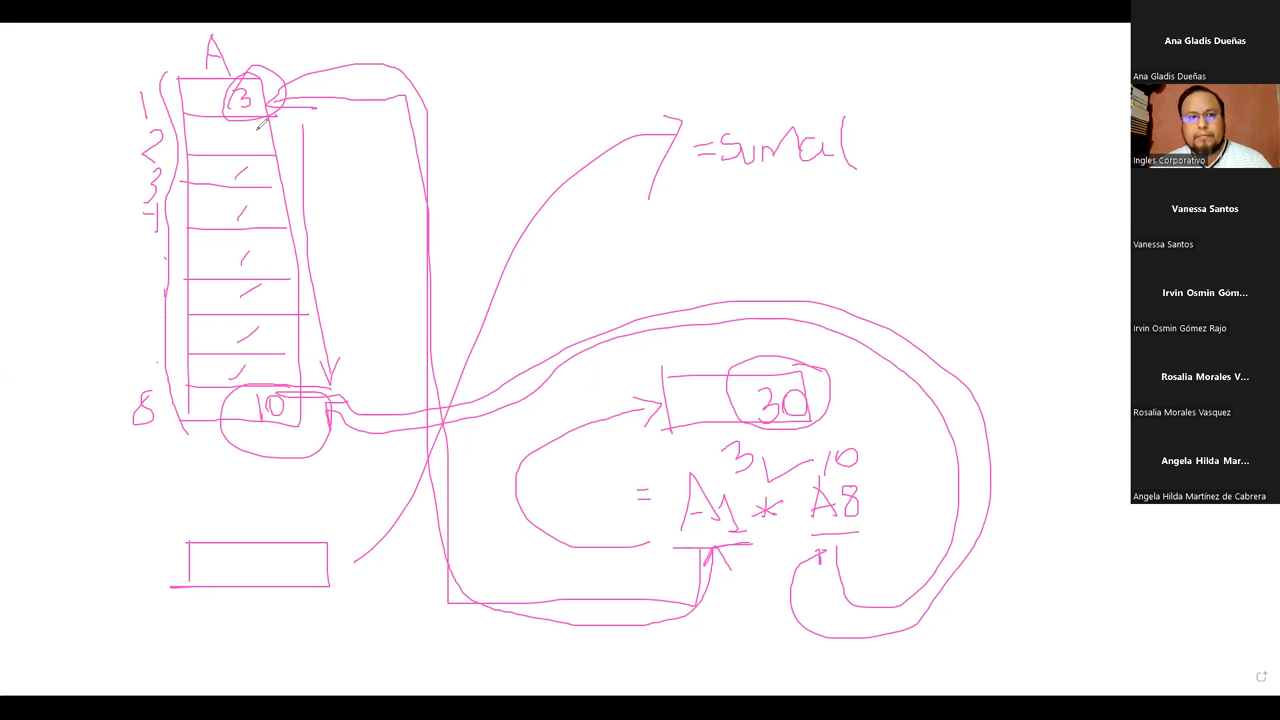 A
1
3
2
3
4
8
10
=Suma(
30
3 10
= A1 * A8
Ana Gladis Dueñas
Ana Gladis Dueñas
Ingles Corporativo
Vanessa Santos
Vanessa Santos
Irvin Osmin Góm...
Irvin Osmin Gómez Rajo
Rosalia Morales V...
Rosalia Morales Vasquez
Angela Hilda Mar...
Angela Hilda Martínez de Cabrera